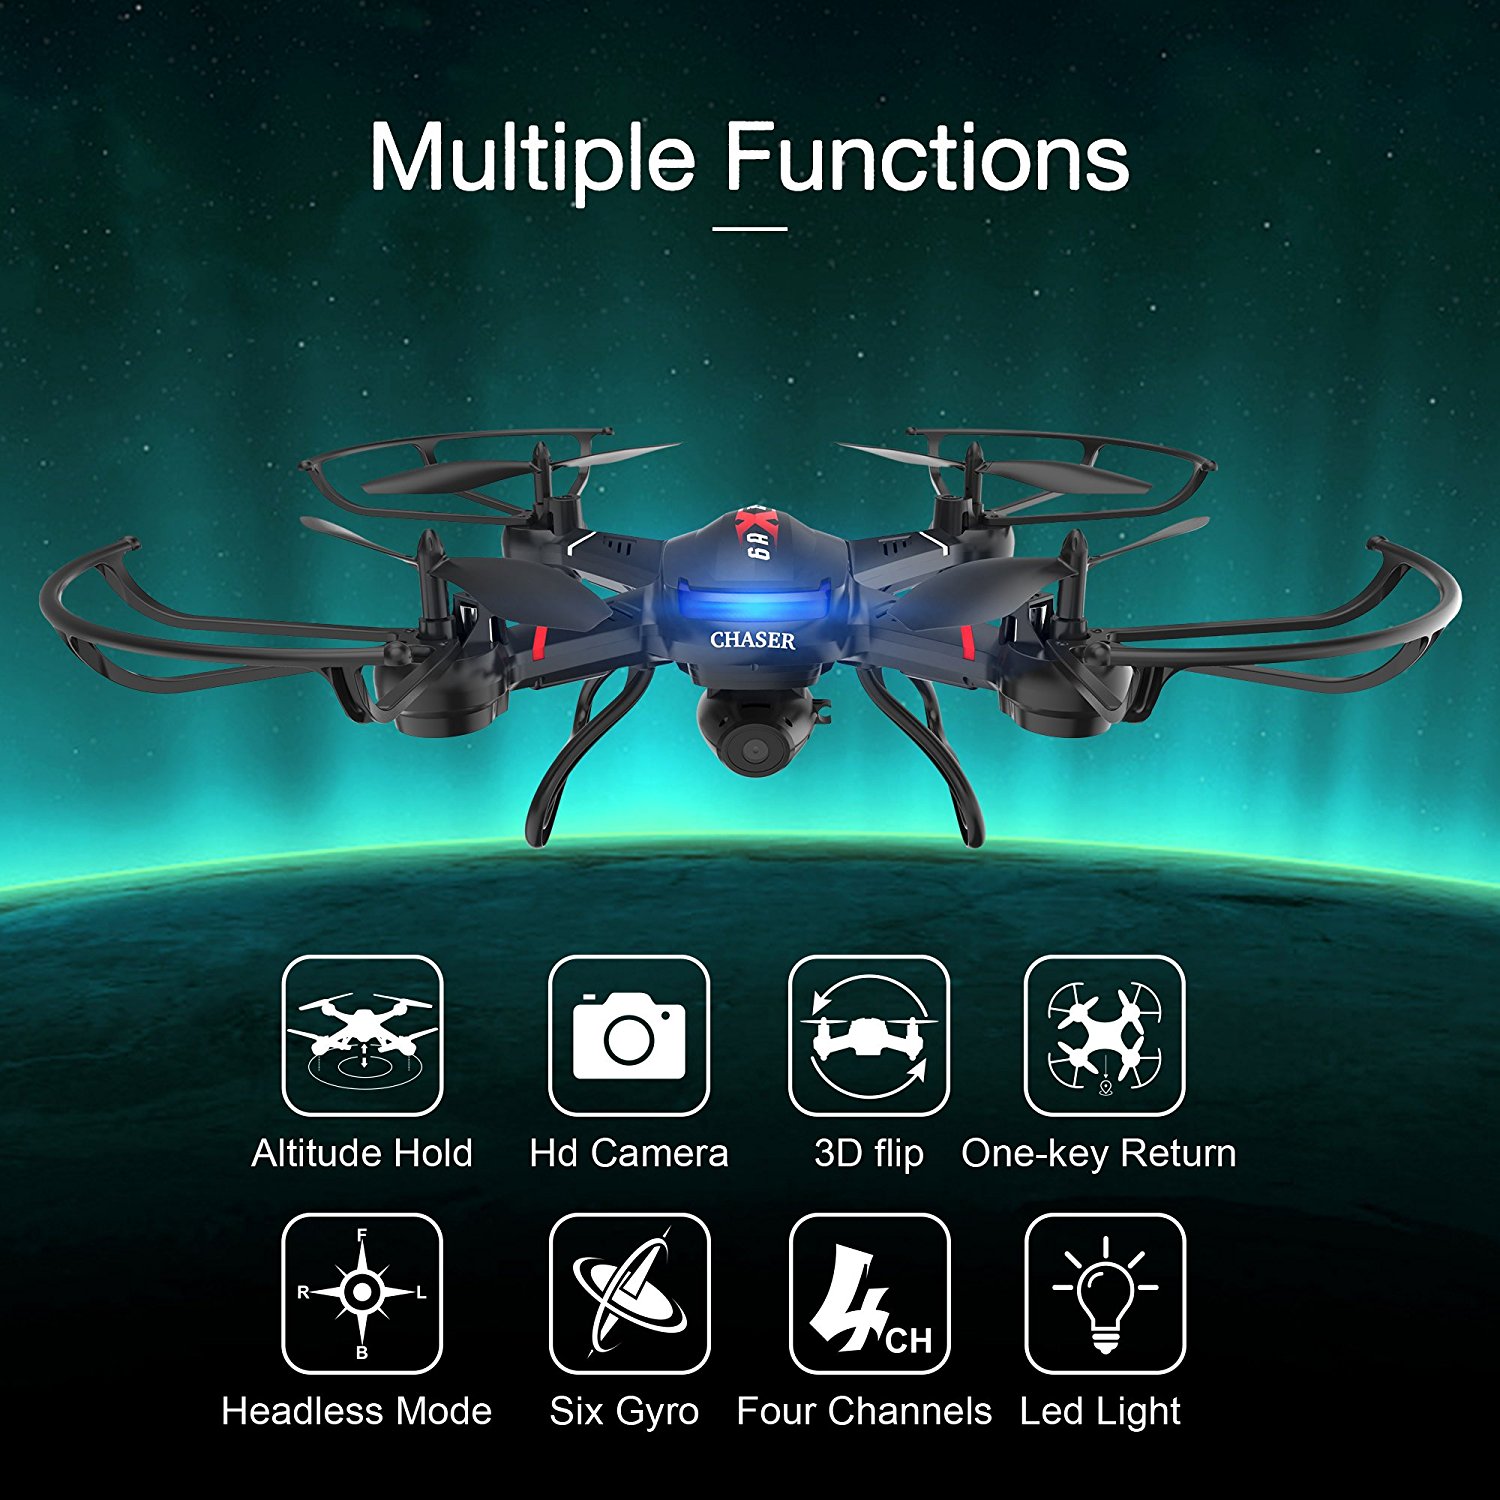 Multiple Functions
CHASER
Altitude Hold
Hd Camera
3D flip
One-key Return
F
R
L
B
4CH
Headless Mode
Six Gyro
Four Channels
Led Light